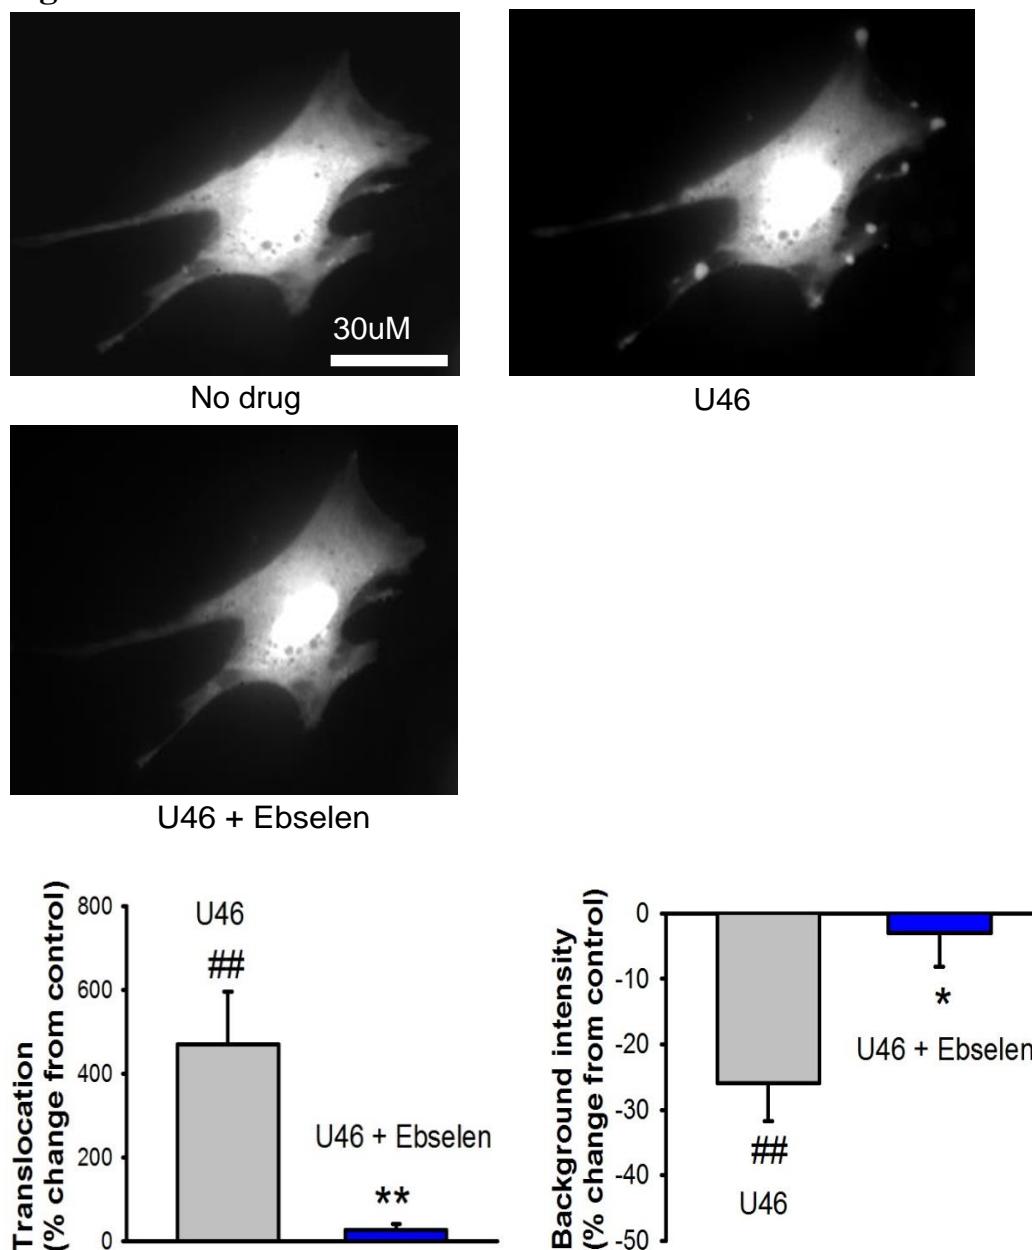 30uM
No drug
U46
U46 + Ebselen
Translocation
(% change from control)
800
600
400
200
0
U46
##
U46 + Ebselen
**
Background intensity
(% change from control)
0
-10
-20
-30
-40
-50
##
U46
*
U46 + Ebselen